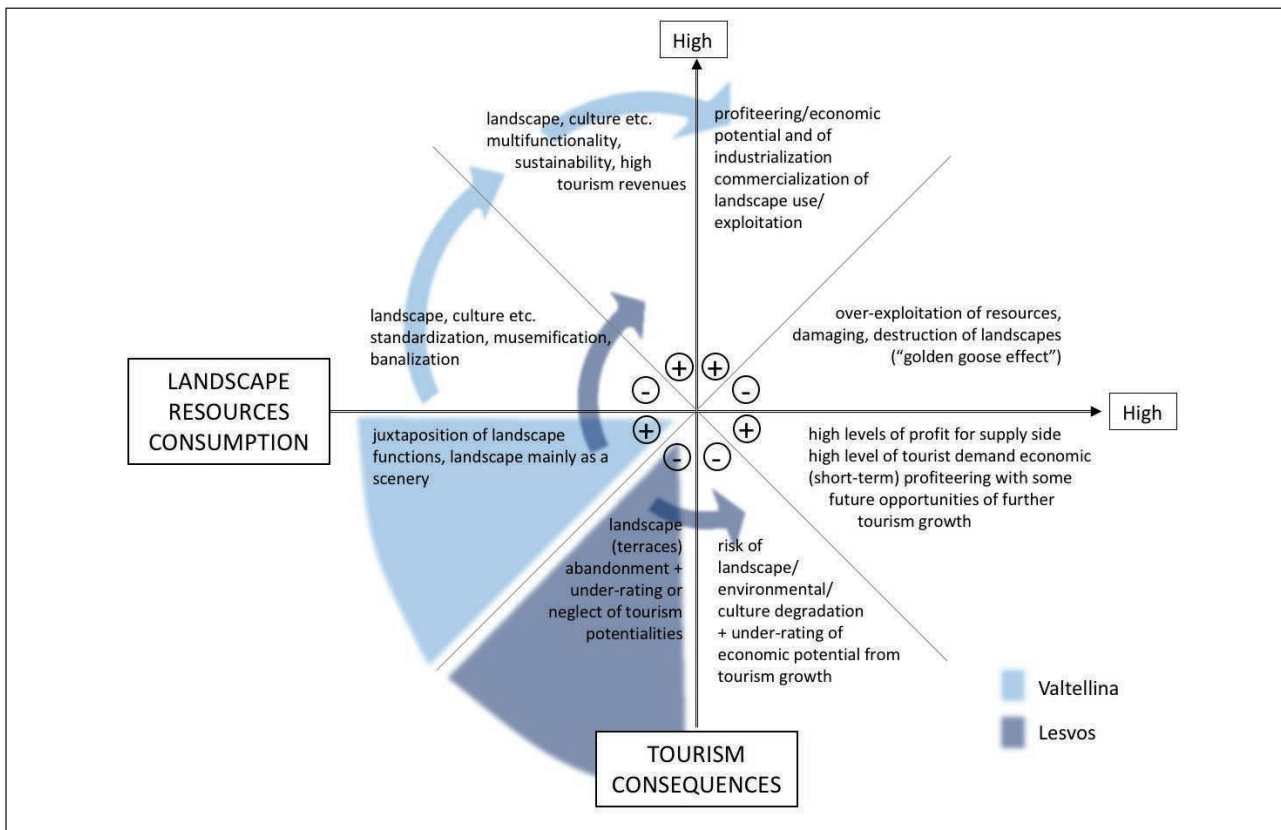 High
landscape, culture etc.
multifunctionality,
sustainability, high
tourism revenues
profiteering/economic
potential and of
industrialization
commercialization of
landscape use/
exploitation
landscape, culture etc.
standardization, musemification,
banalization
over-exploitation of resources,
damaging, destruction of landscapes
(“golden goose effect”)
LANDSCAPE
RESOURCES
CONSUMPTION
+ +
- -
+ +
- -
High
juxtaposition of landscape
functions, landscape mainly as a
scenery
high levels of profit for supply side
high level of tourist demand economic
(short-term) profiteering with some
future opportunities of further
tourism growth
landscape
(terraces)
abandonment +
under-rating or
neglect of tourism
potentialities
risk of
landscape/
environmental/
culture degradation
+ under-rating of
economic potential from
tourism growth
Valtellina
Lesvos
TOURISM
CONSEQUENCES